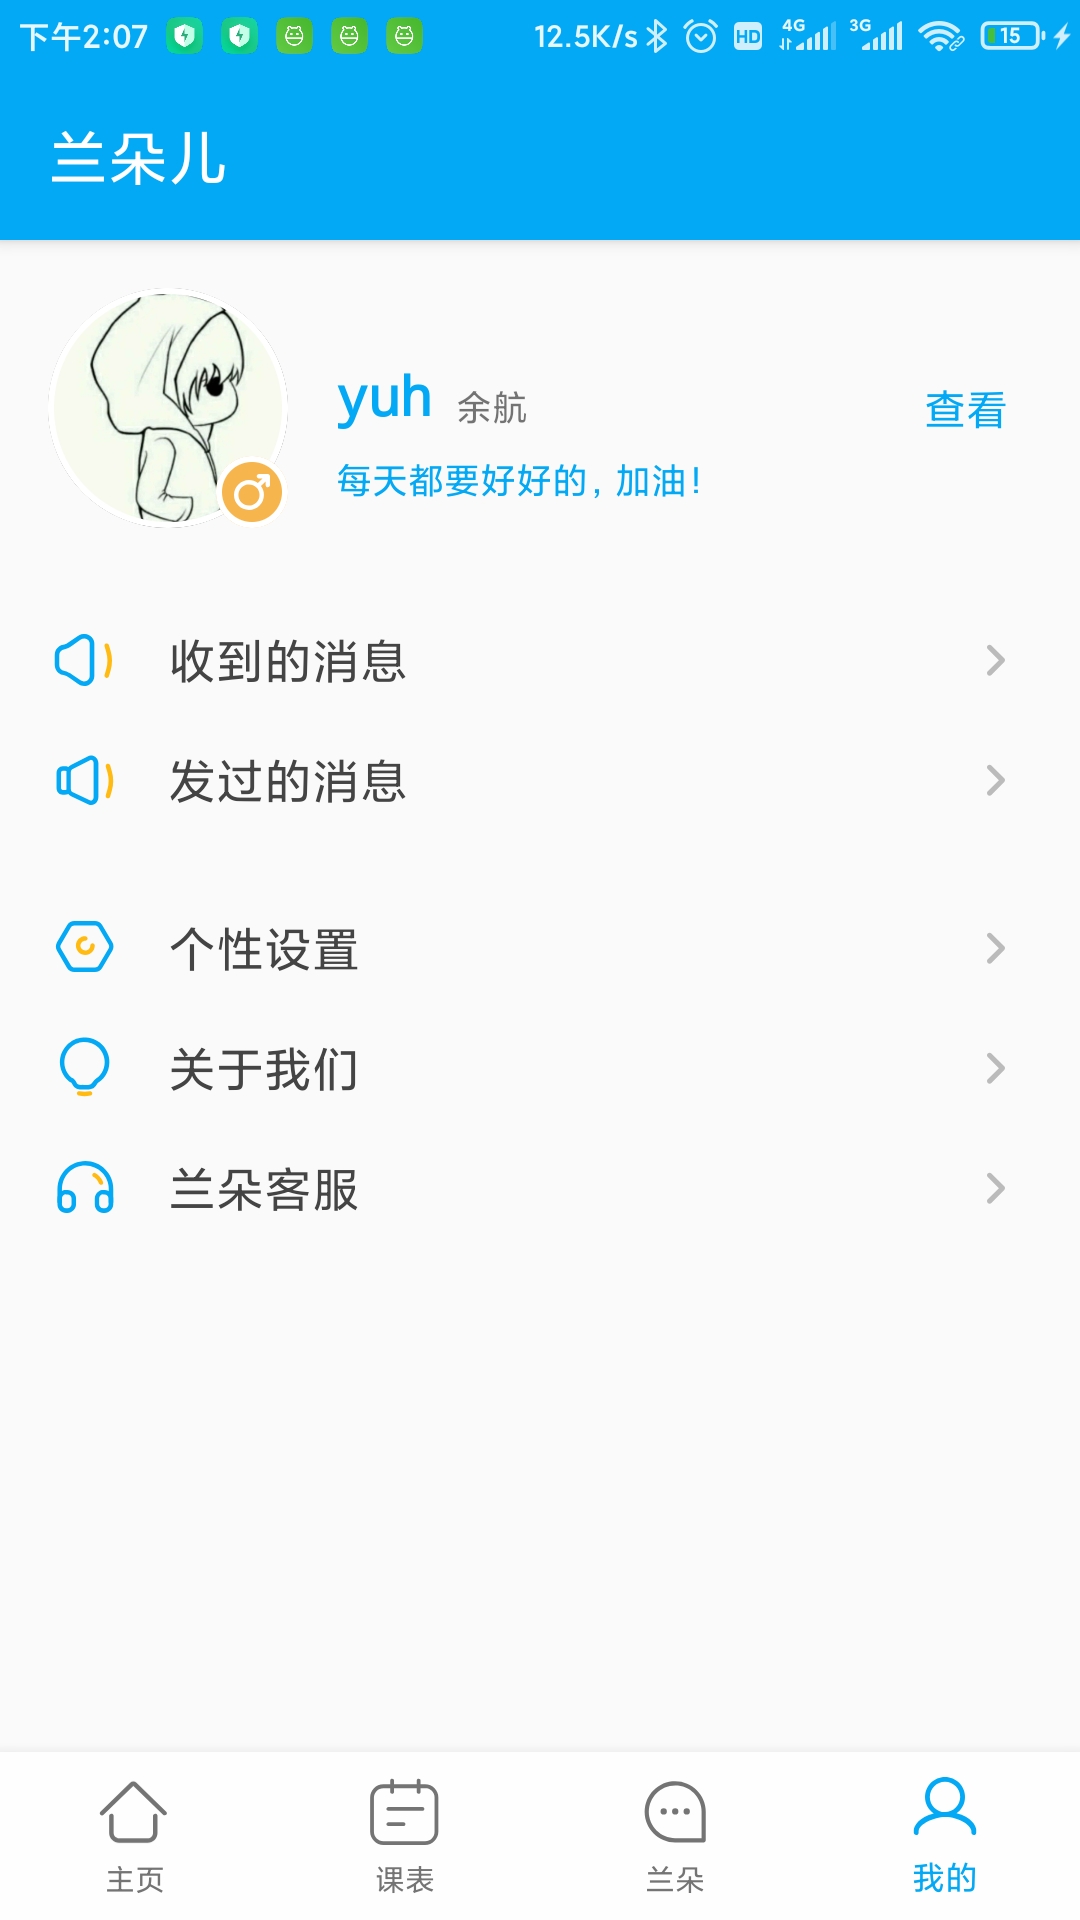 下午2:07 12.5K/s HD 4G 3G 15
兰朵儿
yuh 余航
查看
每天都要好好的，加油！
收到的消息
发过的消息
个性设置
关于我们
兰朵客服
主页 课表 兰朵 我的